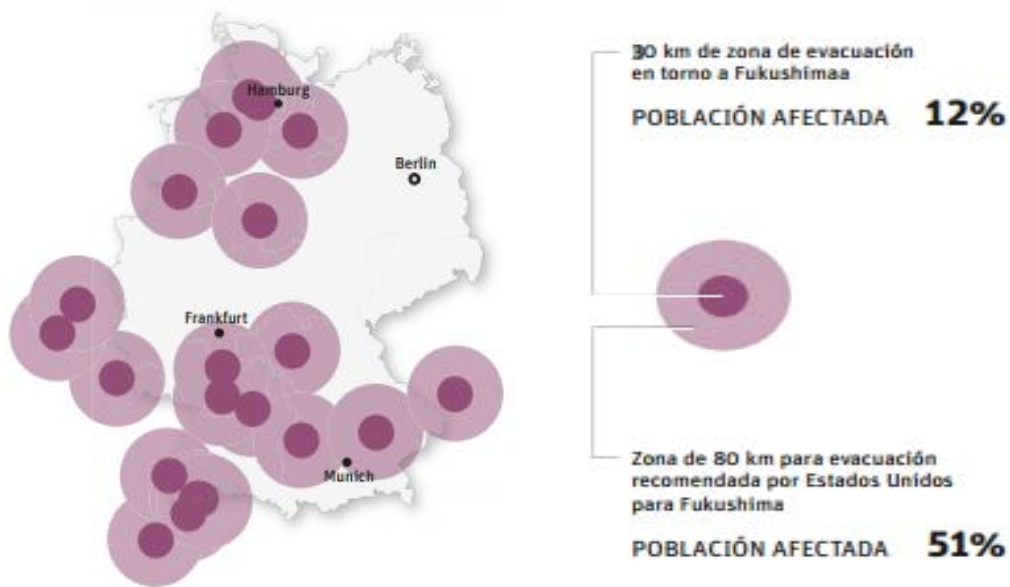 Hamburg
Berlin
Frankfurt
Munich
30 km de zona de evacuación
en torno a Fukushimaa
POBLACIÓN AFECTADA 12%
Zona de 80 km para evacuación
recomendada por Estados Unidos
para Fukushima
POBLACIÓN AFECTADA 51%